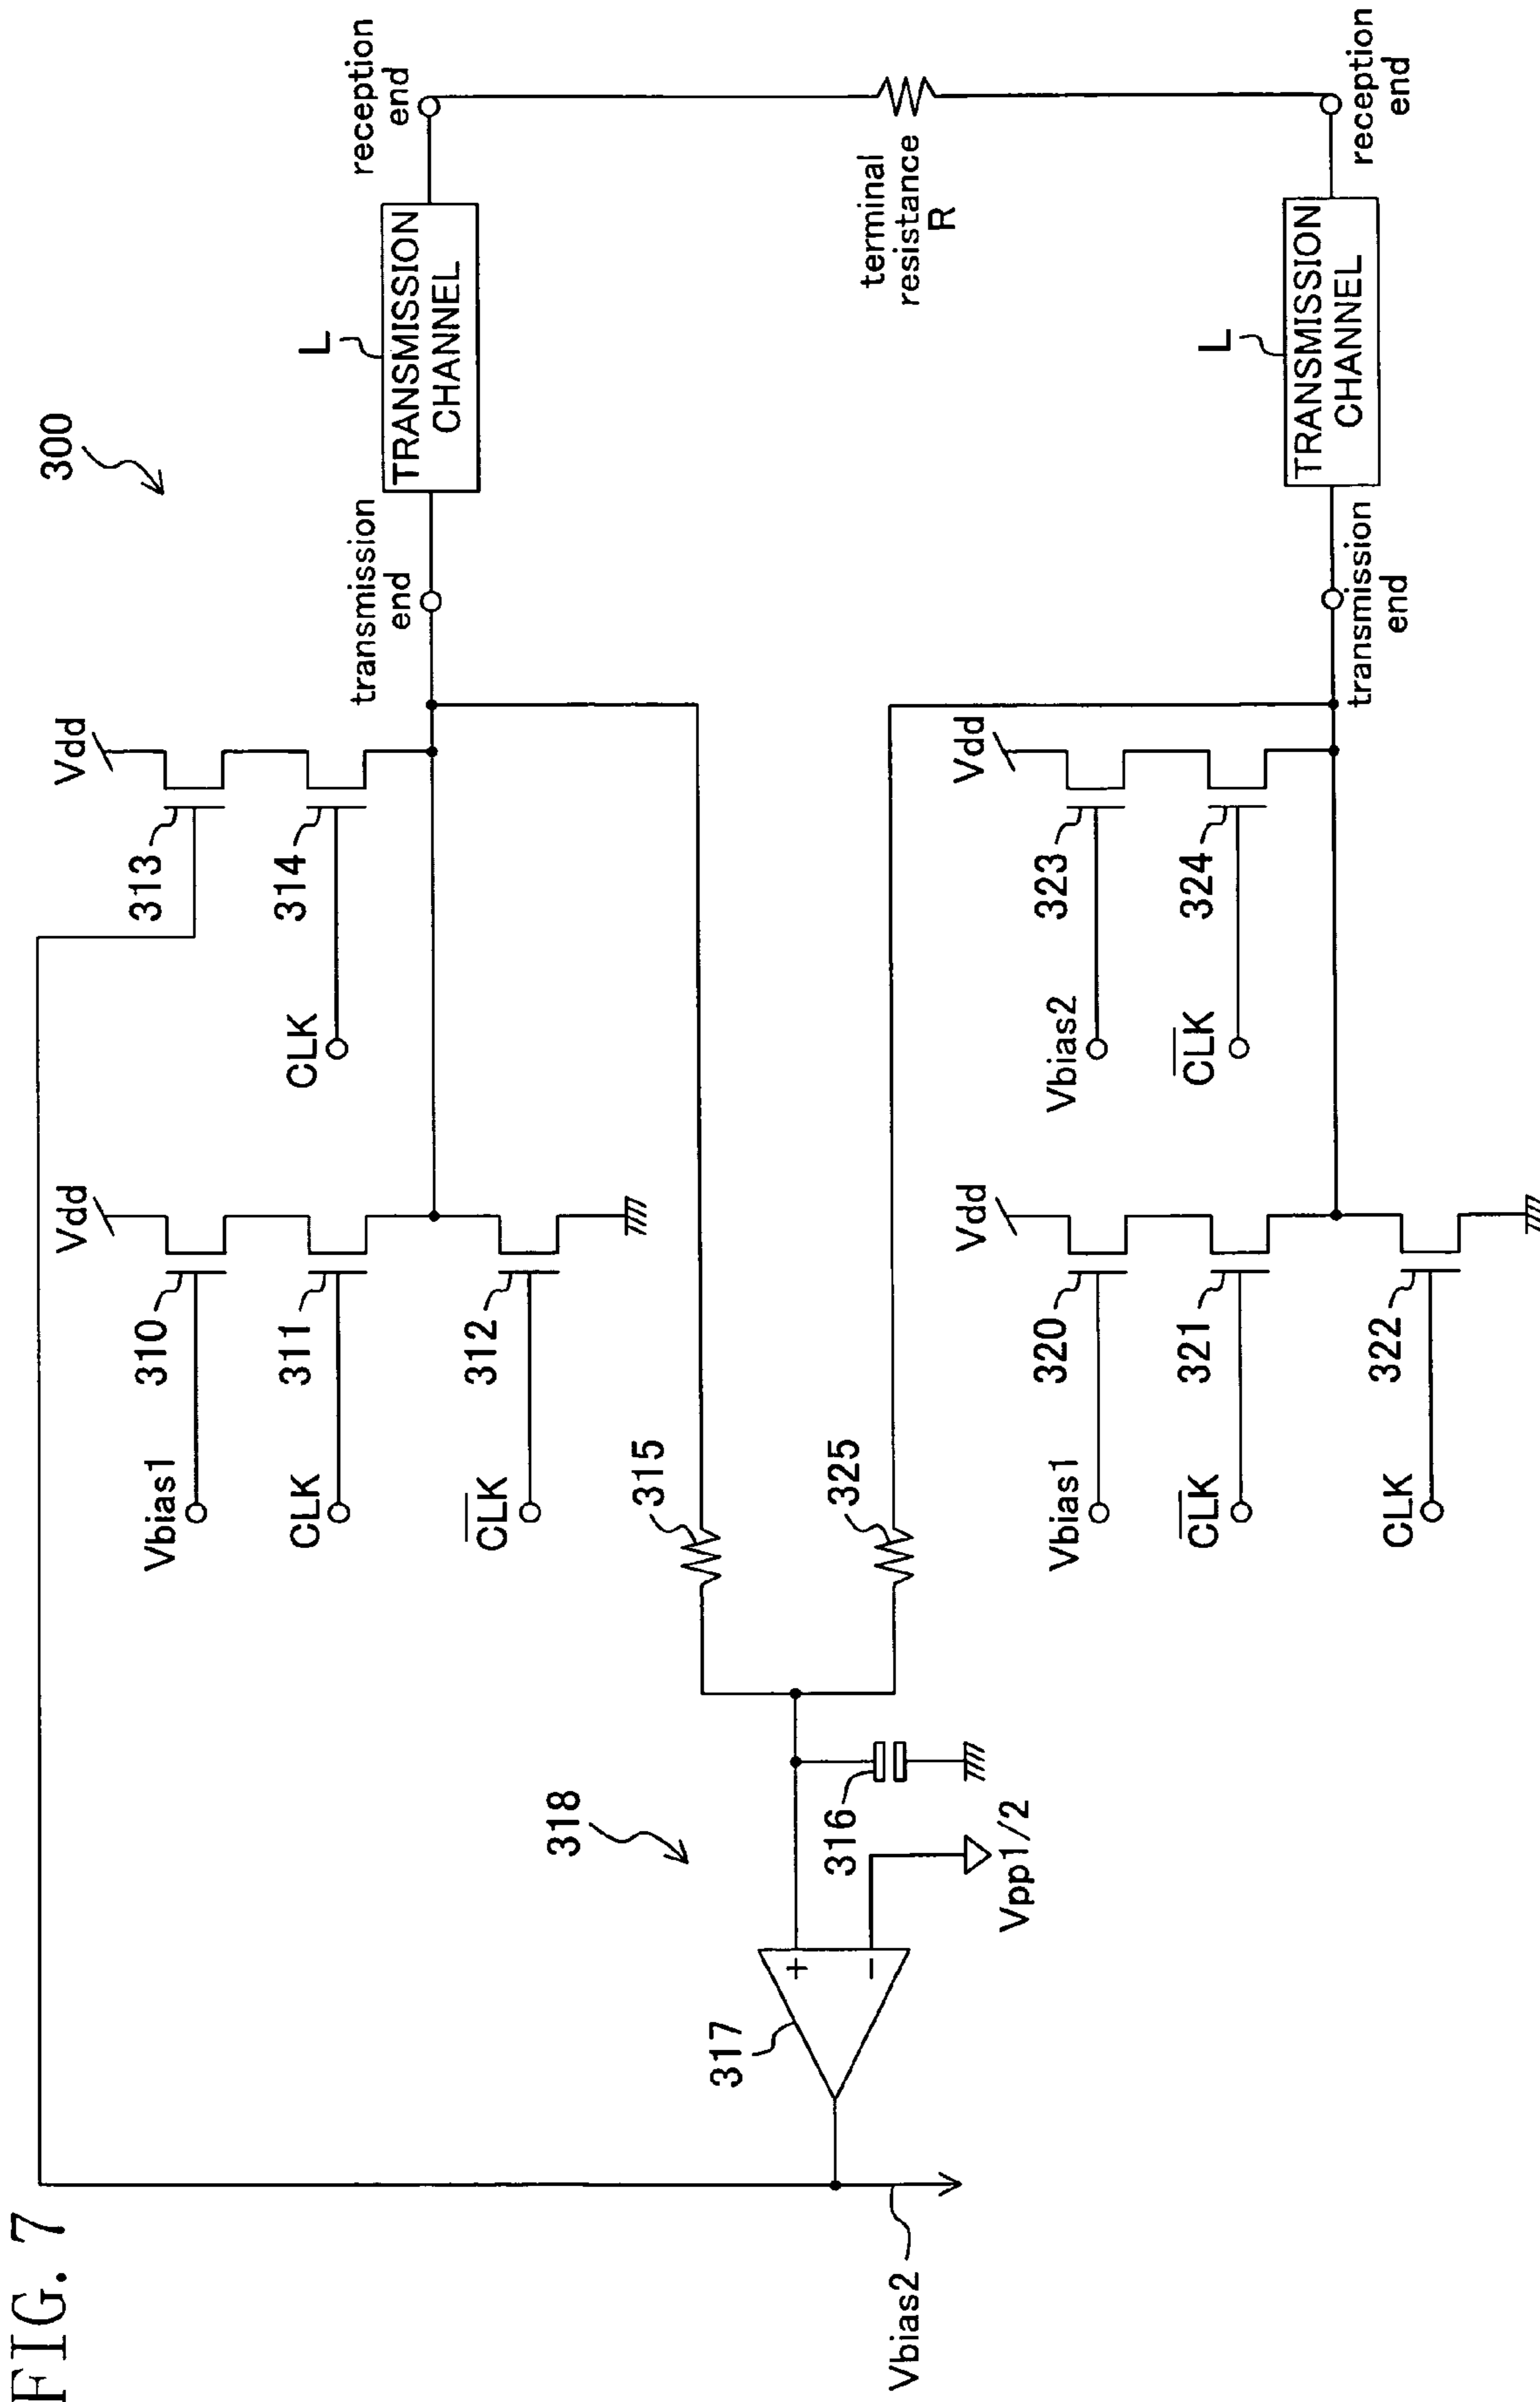 FIG. 7
300
Vdd
Vdd
313
310
Vbias1
314
CLK
311
CLK
312
CLK
transmission
end
L
TRANSMISSION
CHANNEL
reception
end
318
315
317
+
-
316
Vpp1/2
325
terminal
resistance
R
Vbias2
Vdd
Vdd
323
Vbias2
320
Vbias1
324
CLK
321
CLK
322
CLK
transmission
end
L
TRANSMISSION
CHANNEL
reception
end